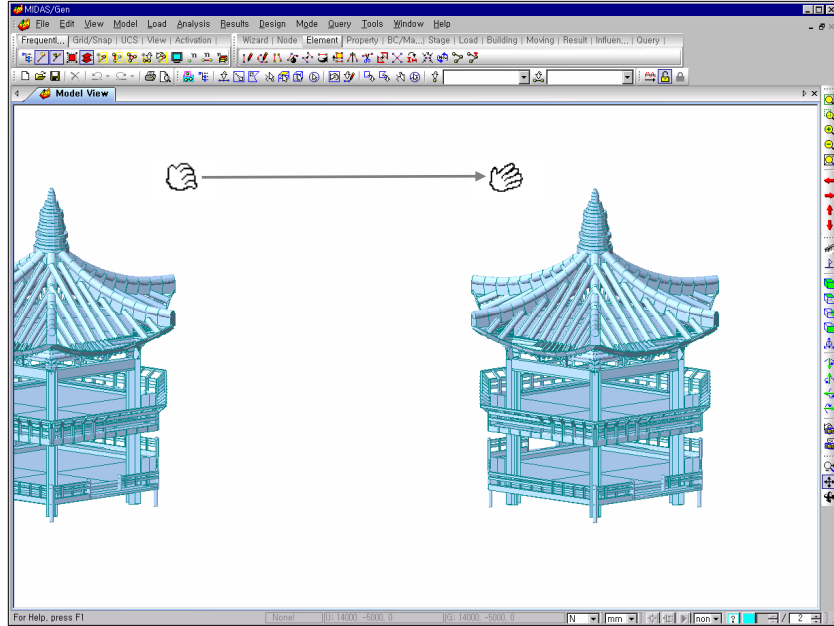 MIDAS/Gen
File Edit View Model Load Analysis Results Design Mode Query Tools Window Help
Frequentl... | Grid/Snap | UCS | View | Activation | Wizard | Node | Element | Property | BC/Ma... | Stage | Load | Building | Moving | Result | Influen... | Query |
Model View
For Help, press F1
None! U: 14000, -5000, 0 G: 14000, -5000, 0 N mm non ? / 2